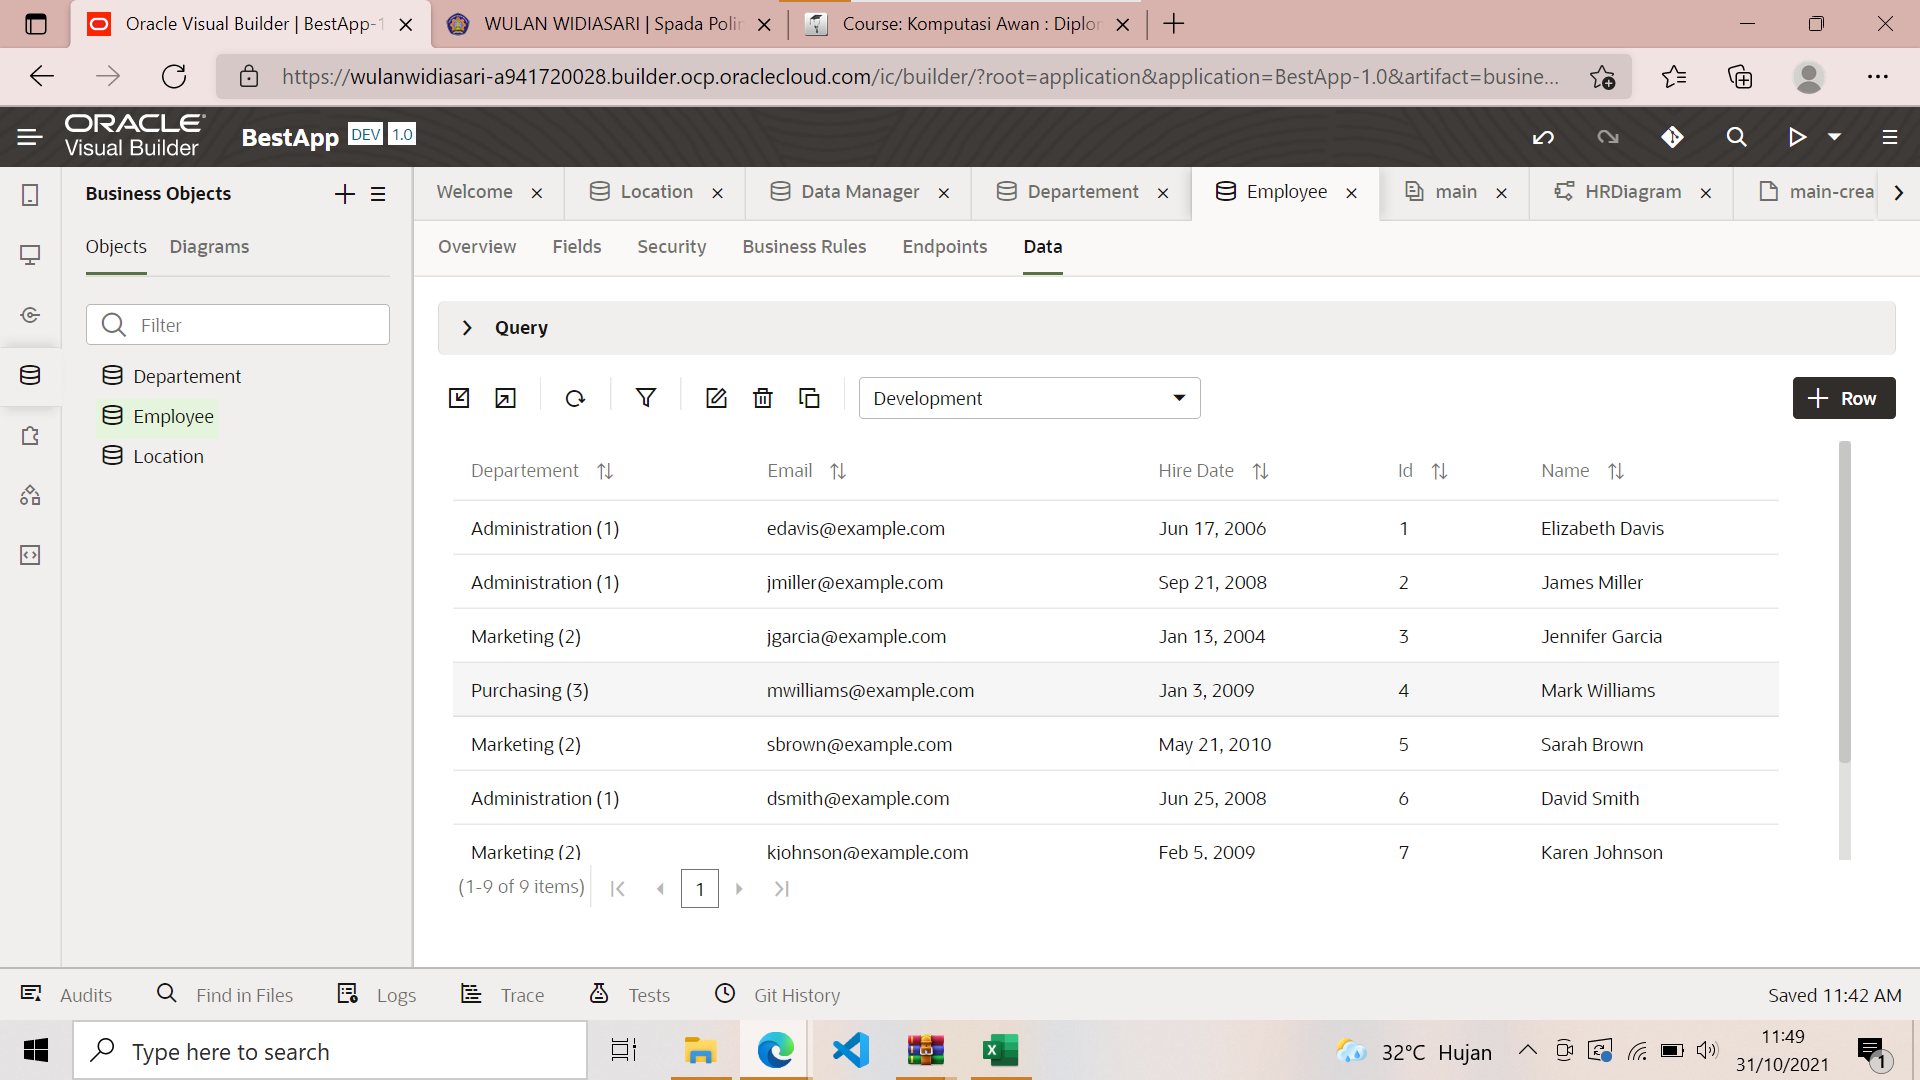 Oracle Visual Builder | BestApp-1
WULAN WIDIASARI | Spada Polin
Course: Komputasi Awan : Diplom
https://wulanwidiasari-a941720028.builder.ocp.oraclecloud.com/ic/builder/?root=application&application=BestApp-1.0&artifact=busine...
ORACLE
Visual Builder
BestApp DEV 1.0
Business Objects
Objects Diagrams
Filter
Departement
Employee
Location
Welcome Location Data Manager Departement Employee main HRDiagram main-crea
Overview Fields Security Business Rules Endpoints Data
Query
Development
Row
Departement Email Hire Date Id Name
Administration (1) edavis@example.com Jun 17, 2006 1 Elizabeth Davis
Administration (1) jmiller@example.com Sep 21, 2008 2 James Miller
Marketing (2) jgarcia@example.com Jan 13, 2004 3 Jennifer Garcia
Purchasing (3) mwilliams@example.com Jan 3, 2009 4 Mark Williams
Marketing (2) sbrown@example.com May 21, 2010 5 Sarah Brown
Administration (1) dsmith@example.com Jun 25, 2008 6 David Smith
Marketing (2) kjohnson@example.com Feb 5, 2009 7 Karen Johnson
(1-9 of 9 items) 1
Audits Find in Files Logs Trace Tests Git History Saved 11:42 AM
Type here to search
32°C Hujan
11:49
31/10/2021
1